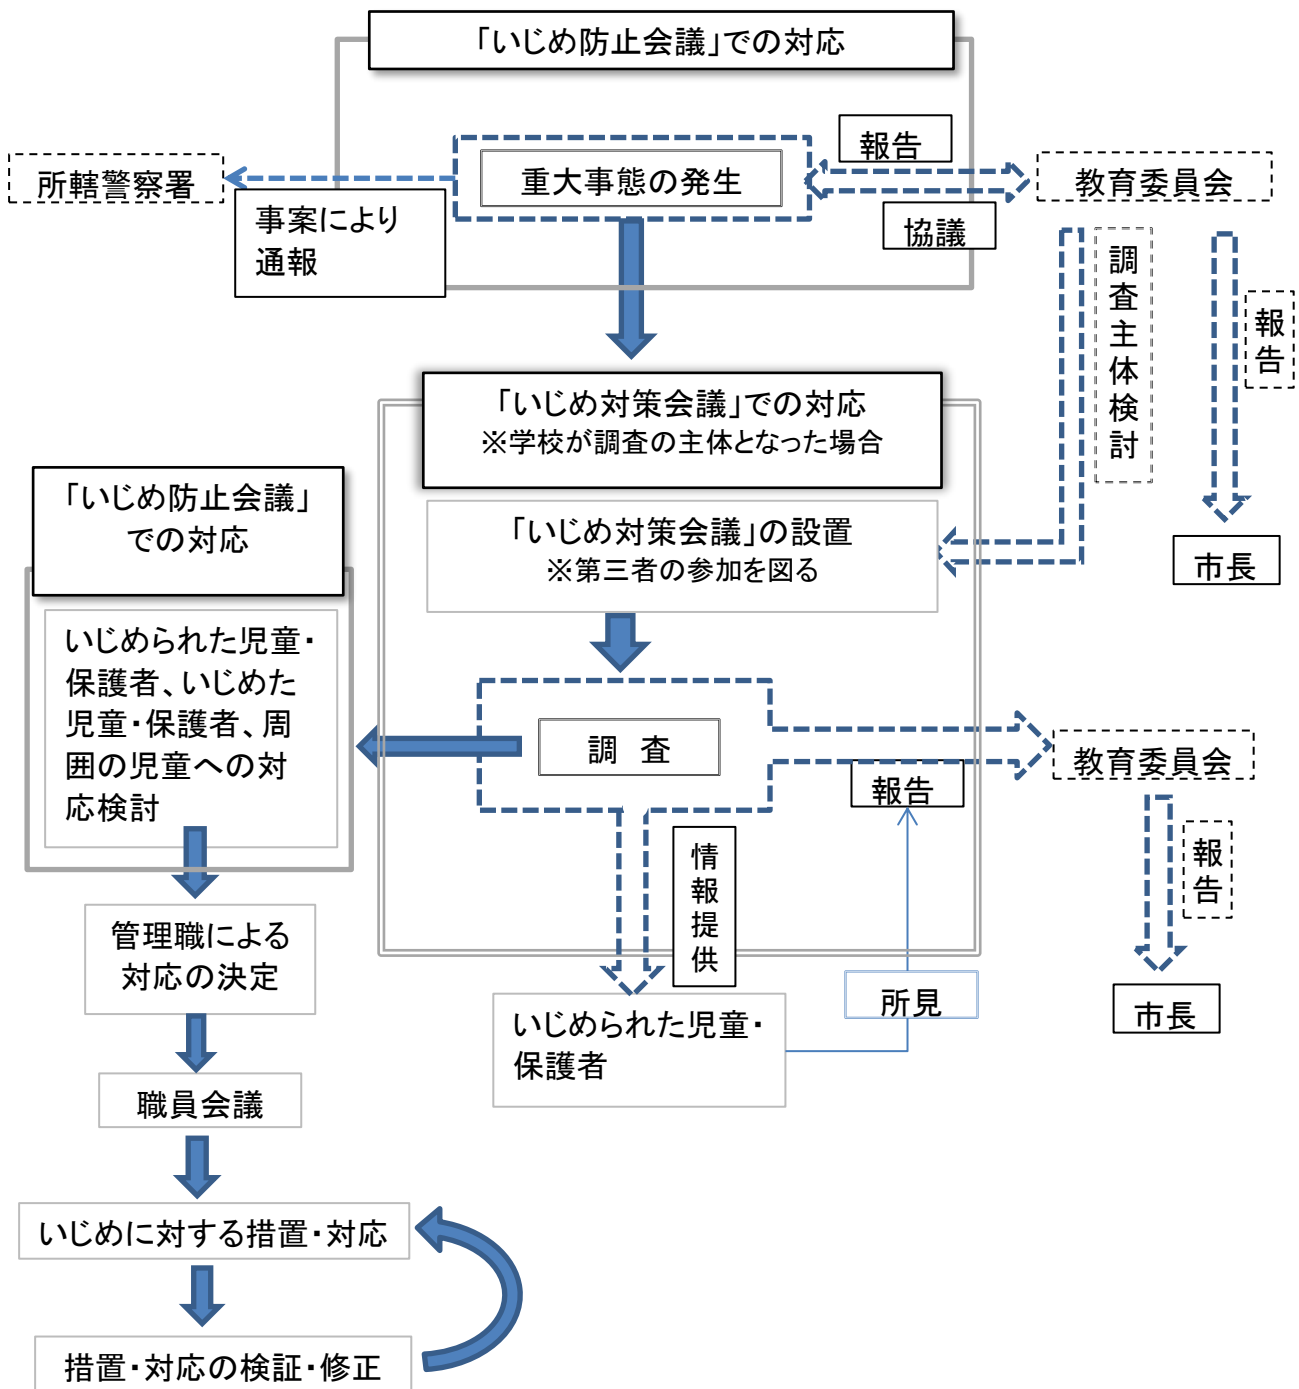 「いじめ防止会議」での対応
報告
重大事態の発生
所轄警察署
教育委員会
事案により
通報
協議
調査主体検討
報告
「いじめ対策会議」での対応
※学校が調査の主体となった場合
「いじめ防止会議」
での対応
「いじめ対策会議」の設置
※第三者の参加を図る
市長
いじめられた児童・
保護者、いじめた
児童・保護者、周
囲の児童への対
応検討
調 査
教育委員会
報告
情報提供
報告
管理職による
対応の決定
所見
市長
いじめられた児童・
保護者
職員会議
いじめに対する措置・対応
措置・対応の検証・修正